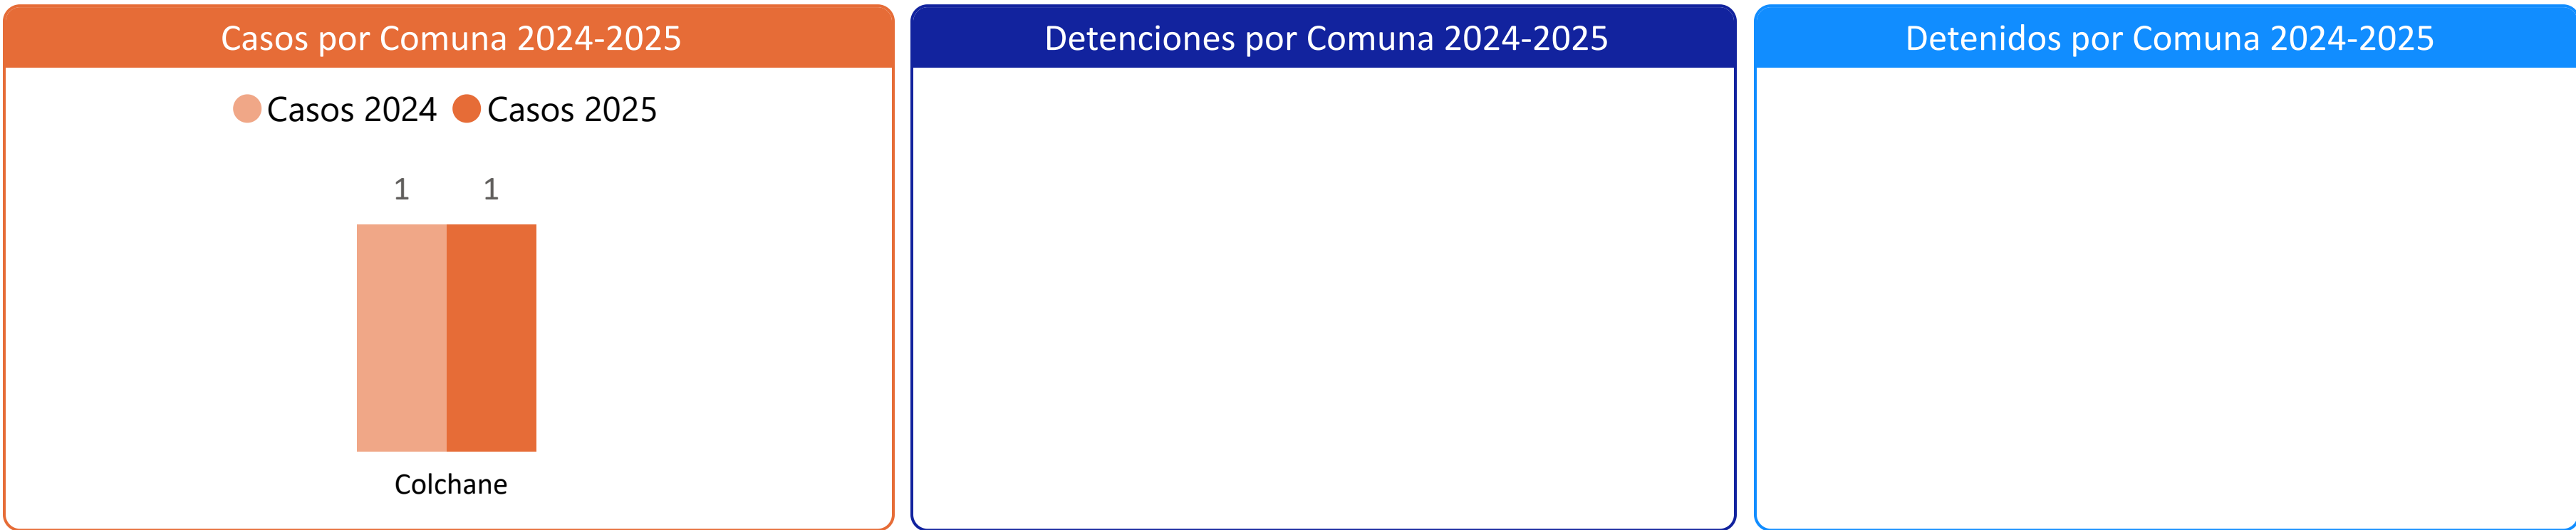 Casos por Comuna 2024-2025
Casos 2024 Casos 2025
1 1
Colchane
Detenciones por Comuna 2024-2025
Detenidos por Comuna 2024-2025